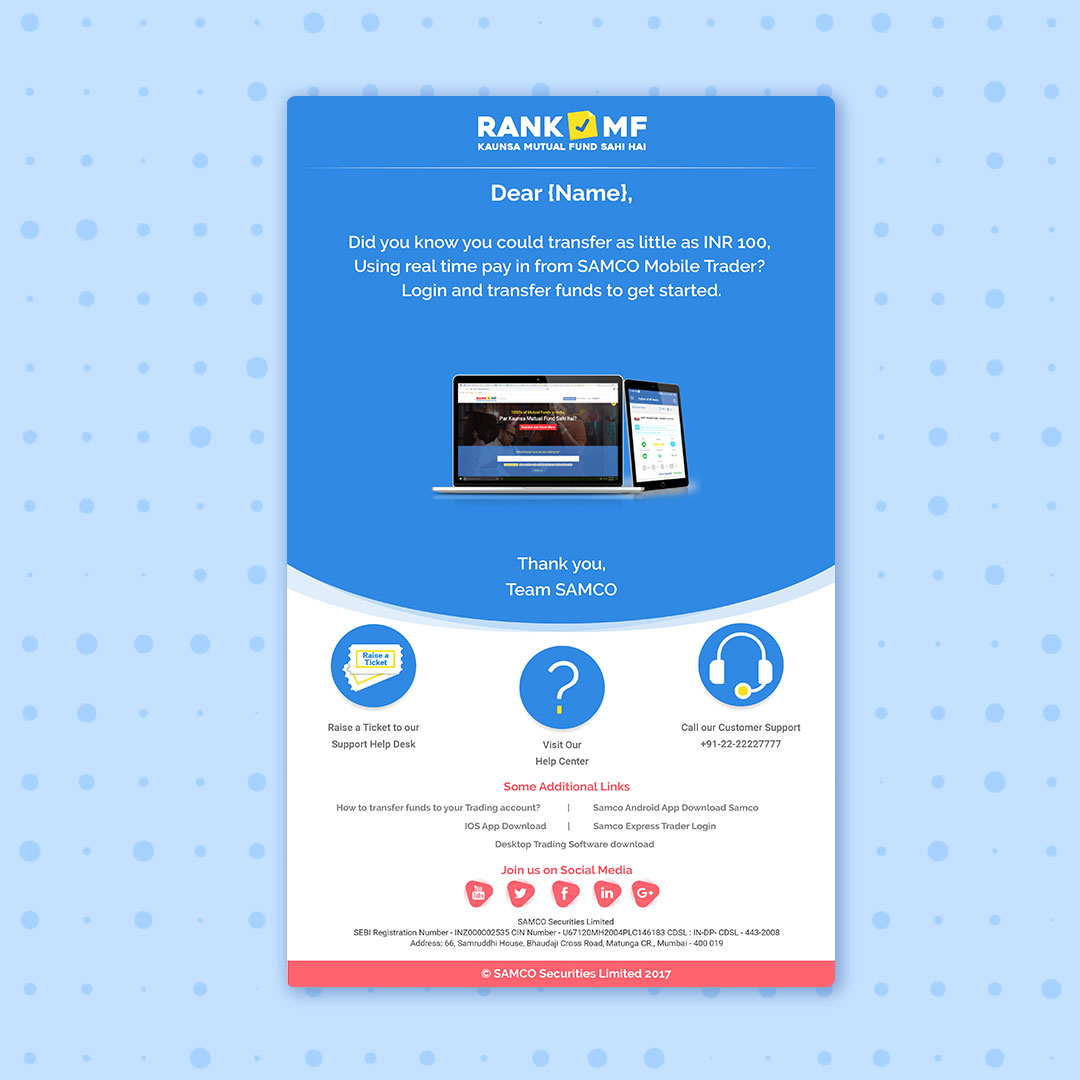 RANK MF
KAUNSA MUTUAL FUND SAHI HAI
Dear {Name},
Did you know you could transfer as little as INR 100,
Using real time pay in from SAMCO Mobile Trader?
Login and transfer funds to get started.
RANK MF
1000s of Mutual Funds in India.
Par Kaunsa Mutual Fund Sahi hai?
Register and Know More
Thank you,
Team SAMCO
Raise a
Ticket
Raise a Ticket to our
Support Help Desk
?
Visit Our
Help Center
Call our Customer Support
+91-22-22227777
Some Additional Links
How to transfer funds to your Trading account? | Samco Android App Download Samco
IOS App Download | Samco Express Trader Login
Desktop Trading Software download
Join us on Social Media
You Tube
f
in
G+
SAMCO Securities Limited
SEBI Registration Number - INZ000002535 CIN Number - U67120MH2004PLC146183 CDSL : IN-DP- CDSL - 443-2008
Address: 66, Samruddhi House, Bhaudaji Cross Road, Matunga CR., Mumbai - 400 019
© SAMCO Securities Limited 2017